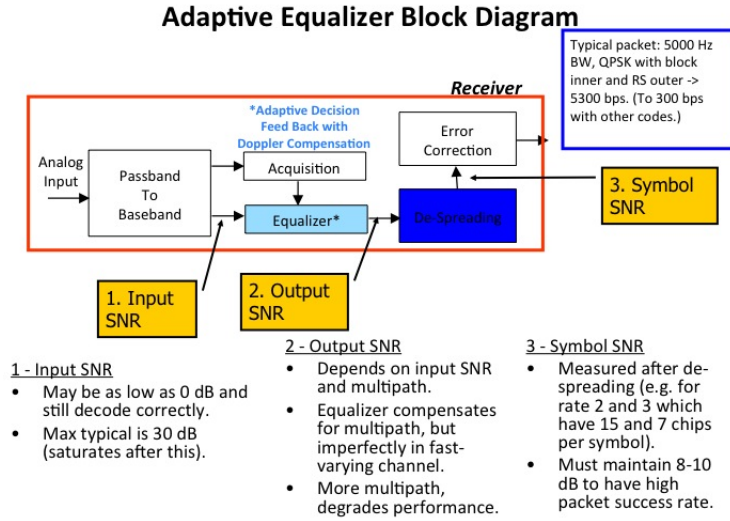 Adaptive Equalizer Block Diagram
Typical packet: 5000 Hz
BW, QPSK with block
inner and RS outer ->
5300 bps. (To 300 bps
with other codes.)
Receiver
*Adaptive Decision
Feed Back with
Doppler Compensation
Analog
Input
Passband
To
Baseband
Acquisition
Equalizer*
Error
Correction
De-Spreading
1. Input
SNR
2. Output
SNR
3. Symbol
SNR
1 - Input SNR
• May be as low as 0 dB and
still decode correctly.
• Max typical is 30 dB
(saturates after this).
2 - Output SNR
• Depends on input SNR
and multipath.
• Equalizer compensates
for multipath, but
imperfectly in fast-
varying channel.
• More multipath,
degrades performance.
3 - Symbol SNR
• Measured after de-
spreading (e.g. for
rate 2 and 3 which
have 15 and 7 chips
per symbol).
• Must maintain 8-10
dB to have high
packet success rate.